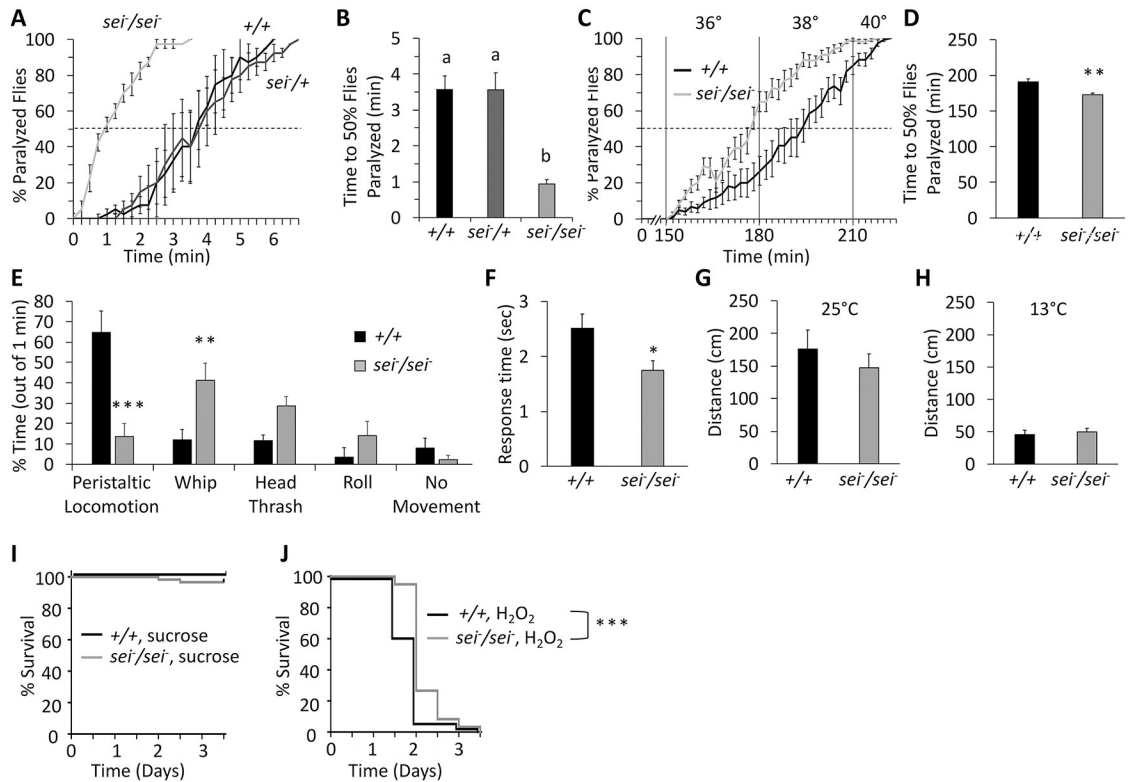 A
sei-/sei-
+/+
sei-/+
% Paralyzed Flies
100
80
60
40
20
0
0 1 2 3 4 5 6
Time (min)
B
Time to 50% Flies
Paralyzed (min)
5
4
3
2
1
0
a a b
+/+ sei-/+ sei-/sei-
C
36° 38° 40°
+/+
sei-/sei-
% Paralyzed Flies
100
80
60
40
20
0
0 150 180 210
Time (min)
D
Time to 50% Flies
Paralyzed (min)
250
200
150
100
50
0
**
+/+ sei-/sei-
E
% Time (out of 1 min)
80
70
60
50
40
30
20
10
0
+/+
sei-/sei-
***
**
Peristaltic Whip Head Roll No
Locomotion Thrash Movement
F
Response time (sec)
3
2
1
0
*
+/+ sei-/sei-
G
25°C
Distance (cm)
250
200
150
100
50
0
+/+ sei-/sei-
H
13°C
Distance (cm)
250
200
150
100
50
0
+/+ sei-/sei-
I
% Survival
100
80
60
40
20
0
+/+, sucrose
sei-/sei-, sucrose
0 1 2 3
Time (Days)
J
% Survival
100
80
60
40
20
0
+/+, H2O2
sei-/sei-, H2O2
***
0 1 2 3
Time (Days)